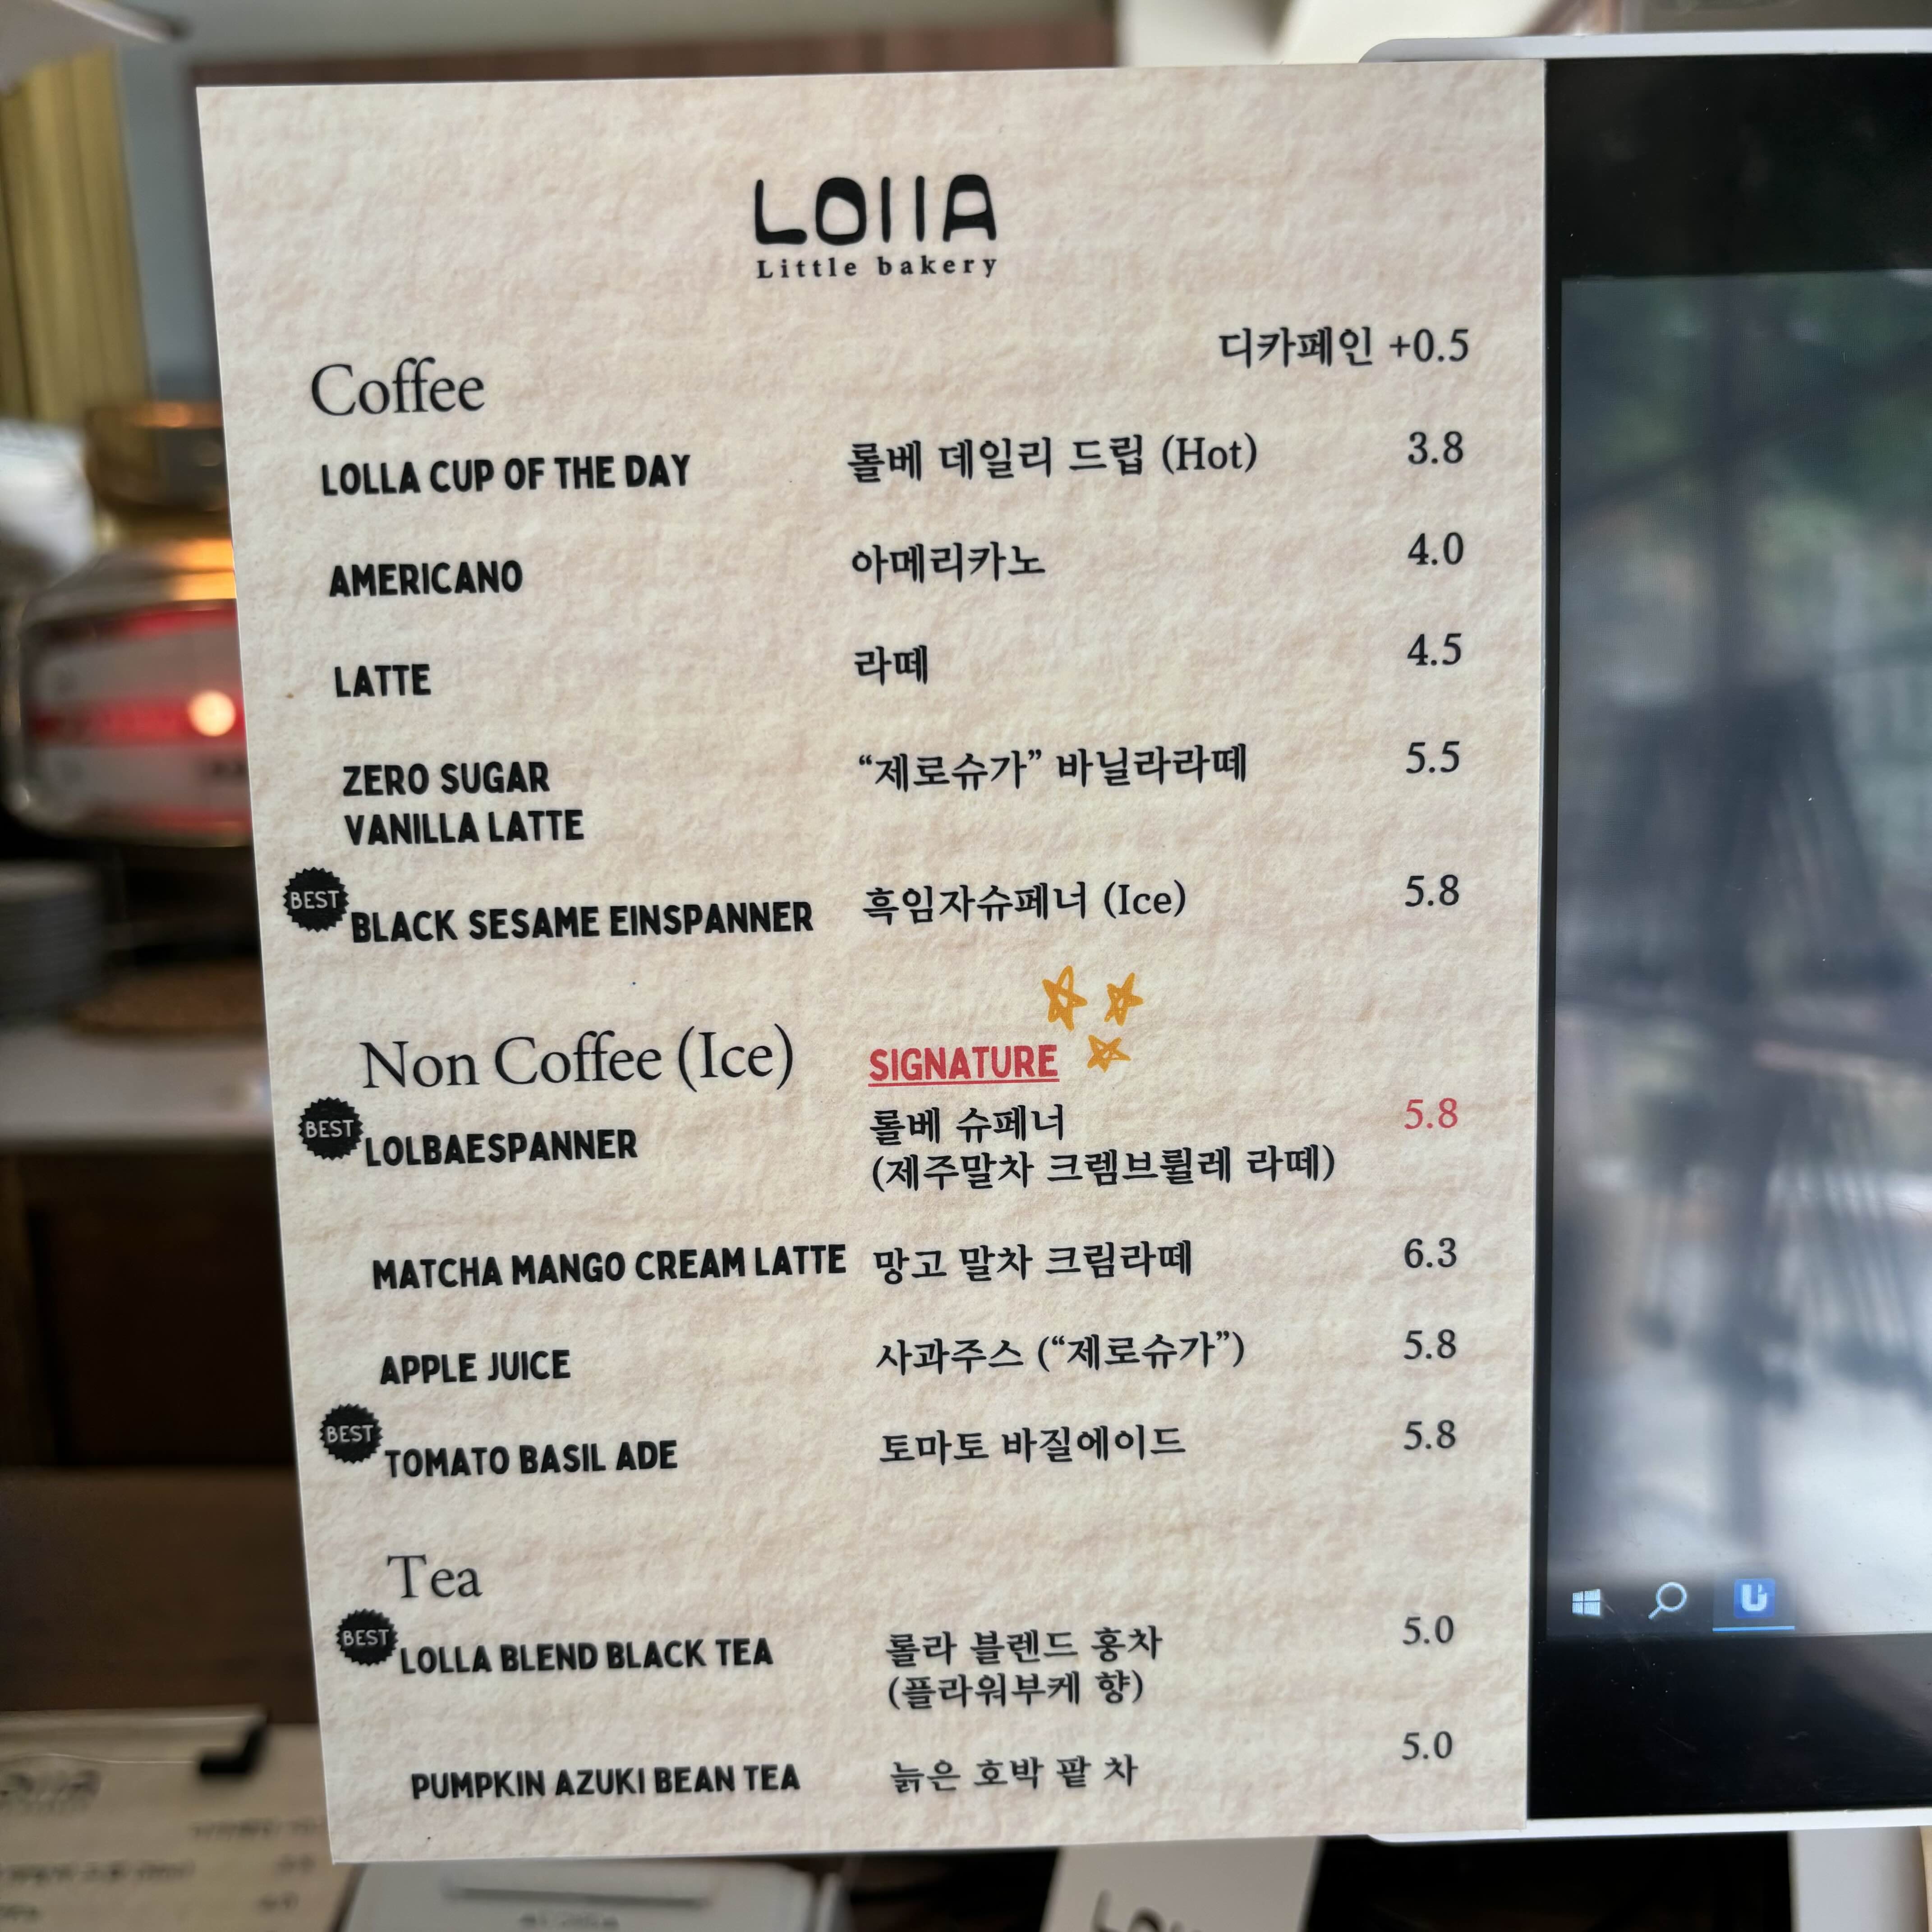 LOLLA
Little bakery
디카페인 +0.5
Coffee
LOLLA CUP OF THE DAY 롤베 데일리 드립 (Hot) 3.8
AMERICANO 아메리카노 4.0
LATTE 라떼 4.5
ZERO SUGAR “제로슈가” 바닐라라떼 5.5
VANILLA LATTE
BEST BLACK SESAME EINSPANNER 흑임자슈페너 (Ice) 5.8
Non Coffee (Ice) SIGNATURE
BEST LOLBAESPANNER 롤베 슈페너 5.8
(제주말차 크렘브륄레 라떼)
MATCHA MANGO CREAM LATTE 망고 말차 크림라떼 6.3
APPLE JUICE 사과주스 (“제로슈가”) 5.8
BEST TOMATO BASIL ADE 토마토 바질에이드 5.8
Tea
BEST LOLLA BLEND BLACK TEA 롤라 블렌드 홍차 5.0
(플라워부케 향)
PUMPKIN AZUKI BEAN TEA 늙은 호박 팥 차 5.0